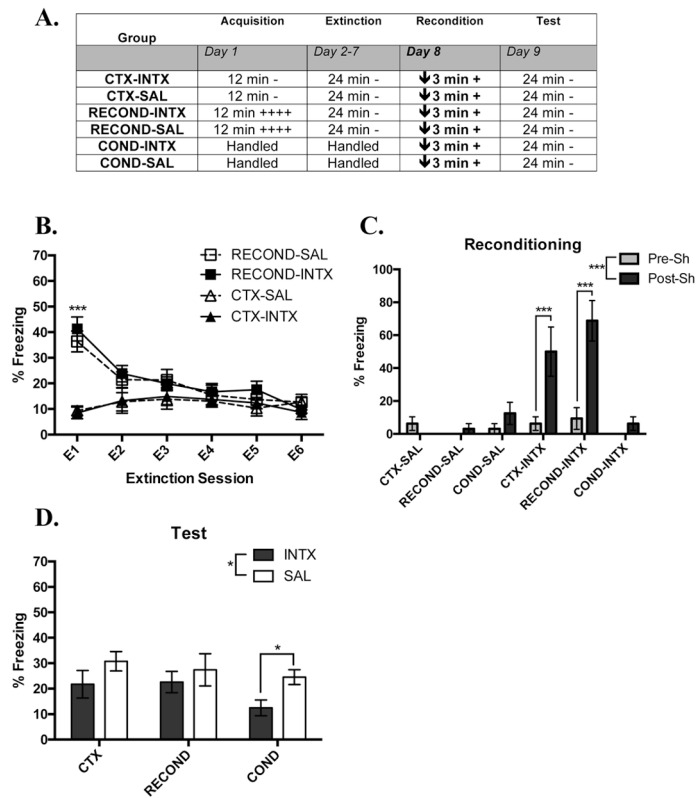 A.
Group Acquisition Extinction Recondition Test
Day 1 Day 2-7 Day 8 Day 9
CTX-INTX 12 min - 24 min - 🡻 3 min + 24 min -
CTX-SAL 12 min - 24 min - 🡻 3 min + 24 min -
RECOND-INTX 12 min ++++ 24 min - 🡻 3 min + 24 min -
RECOND-SAL 12 min ++++ 24 min - 🡻 3 min + 24 min -
COND-INTX Handled Handled 🡻 3 min + 24 min -
COND-SAL Handled Handled 🡻 3 min + 24 min -
B.
% Freezing
70
60
50
40
30
20
10
0
***
RECOND-SAL
RECOND-INTX
CTX-SAL
CTX-INTX
E1 E2 E3 E4 E5 E6
Extinction Session
C.
Reconditioning
% Freezing
100
80
60
40
20
0
Pre-Sh
*** Post-Sh
***
***
CTX-SAL RECOND-SAL COND-SAL CTX-INTX RECOND-INTX COND-INTX
D.
Test
% Freezing
70
60
50
40
30
20
10
0
INTX
*
SAL
*
CTX RECOND COND